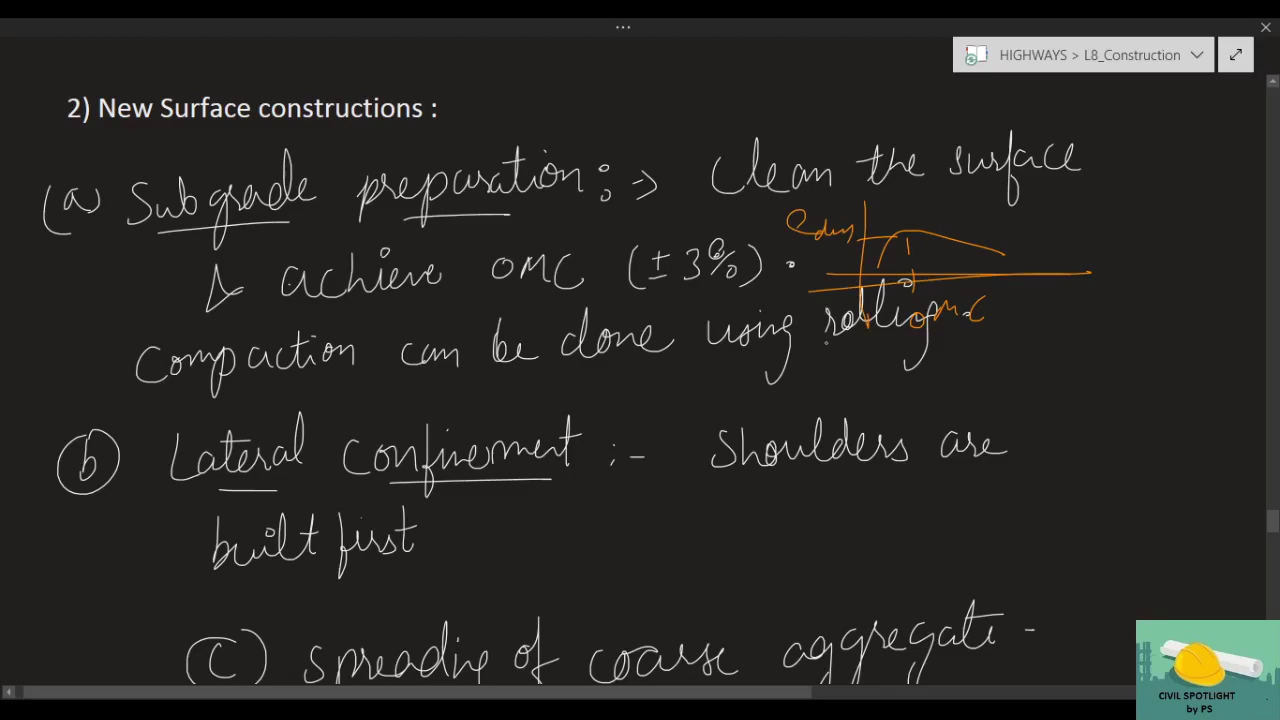 HIGHWAYS > L8_Construction
2) New Surface constructions :
(a) Subgrade preparation : → Clean the surface
achieve OMC (±3%) .
ρdry
OMC
Compaction can be done using rolling .
(b) Lateral confinement :- Shoulders are
built first
(C) Spreading of coarse aggregate -
CIVIL SPOTLIGHT
by PS